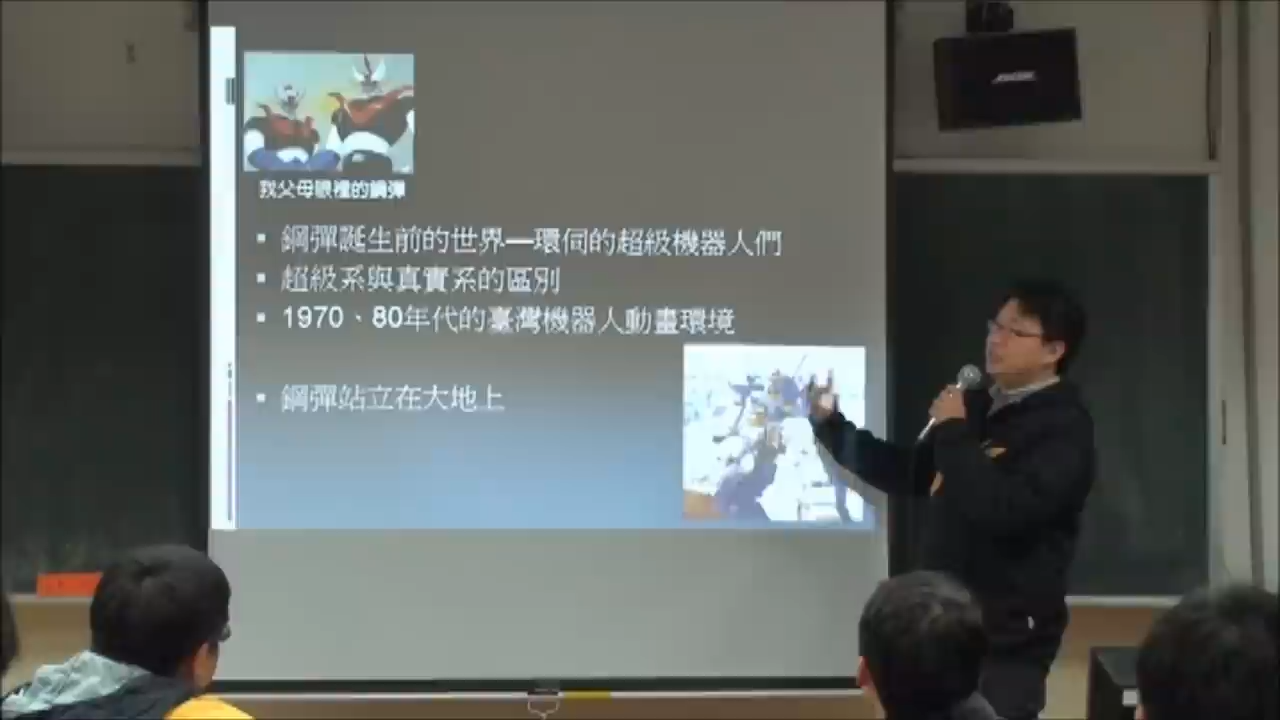 我父母眼裡的鋼彈
▪ 鋼彈誕生前的世界—環伺的超級機器人們
▪ 超級系與真實系的區別
▪ 1970、80年代的臺灣機器人動畫環境
▪ 鋼彈站立在大地上
BOSE